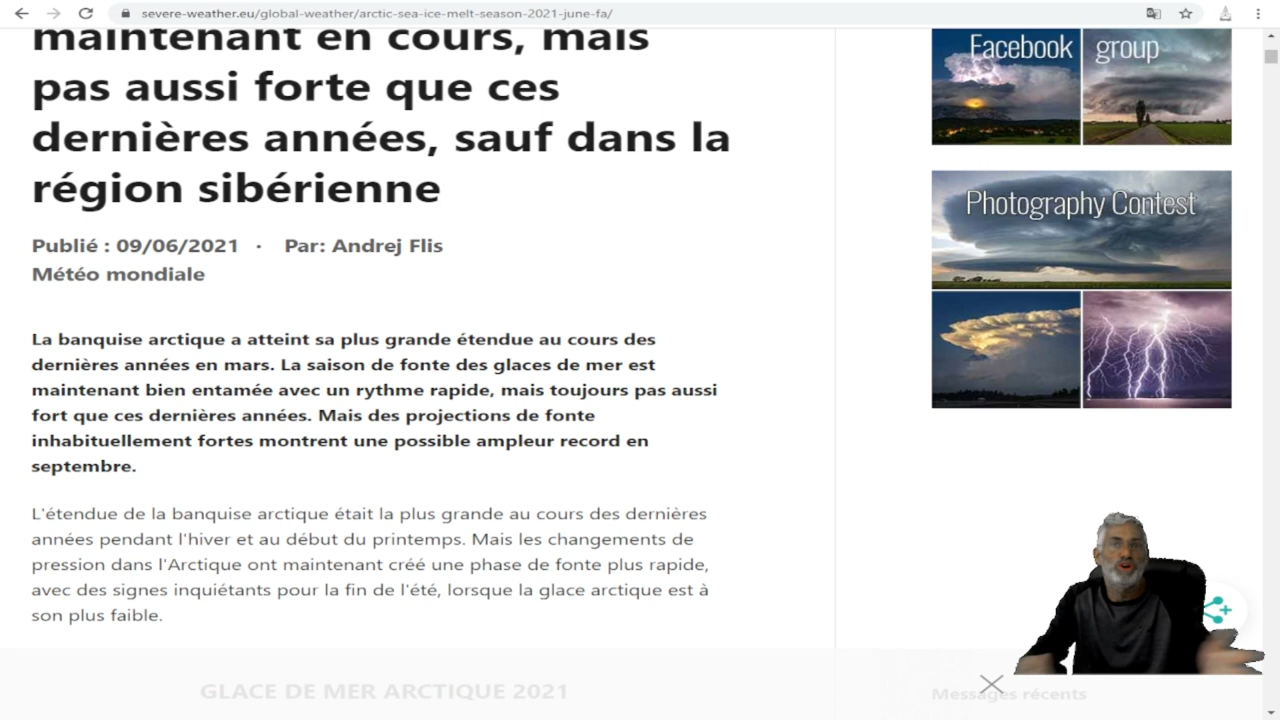 severe-weather.eu/global-weather/arctic-sea-ice-melt-season-2021-june-fa/
maintenant en cours, mais
pas aussi forte que ces
dernières années, sauf dans la
région sibérienne
Publié : 09/06/2021 · Par: Andrej Flis
Météo mondiale
La banquise arctique a atteint sa plus grande étendue au cours des
dernières années en mars. La saison de fonte des glaces de mer est
maintenant bien entamée avec un rythme rapide, mais toujours pas aussi
fort que ces dernières années. Mais des projections de fonte
inhabituellement fortes montrent une possible ampleur record en
septembre.
L'étendue de la banquise arctique était la plus grande au cours des dernières
années pendant l'hiver et au début du printemps. Mais les changements de
pression dans l'Arctique ont maintenant créé une phase de fonte plus rapide,
avec des signes inquiétants pour la fin de l'été, lorsque la glace arctique est à
son plus faible.
GLACE DE MER ARCTIQUE 2021
Facebook group
Photography Contest
Messages récents